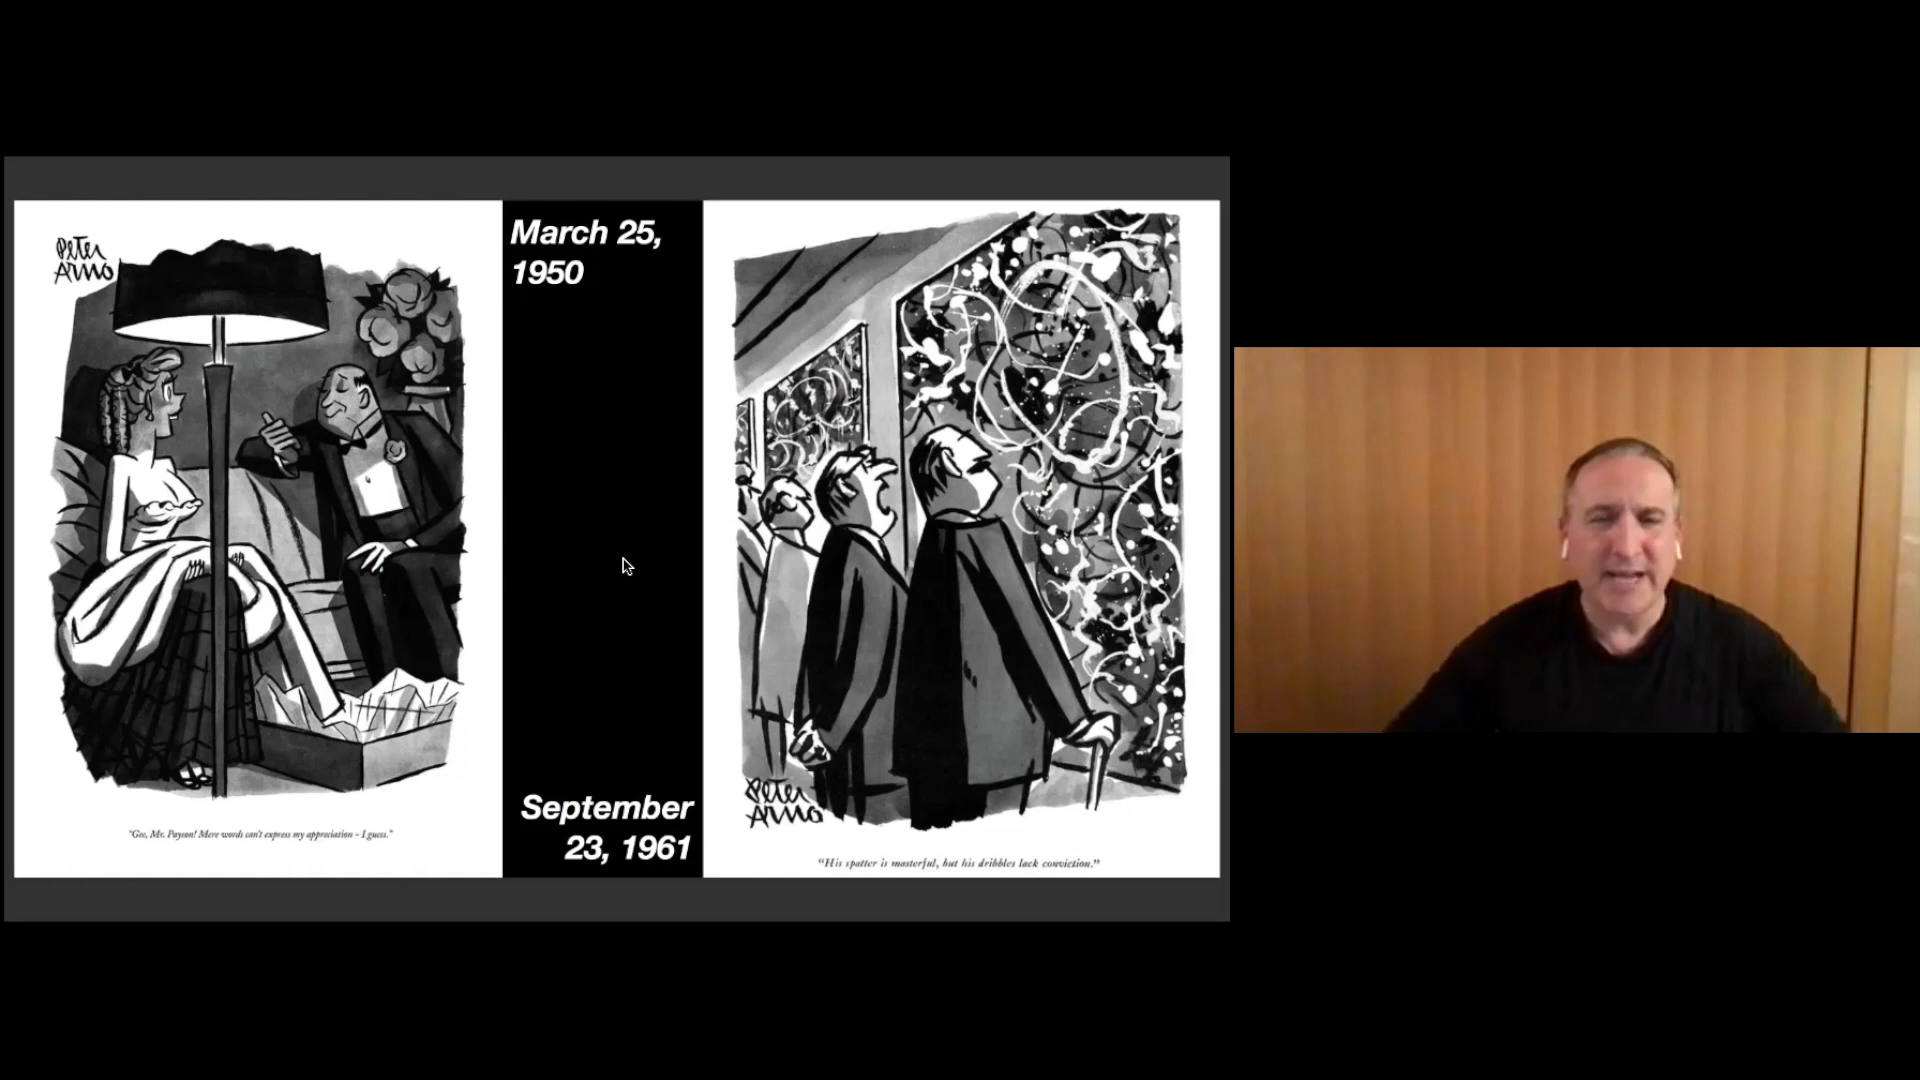 Peter
Arno
"Gee, Mr. Payson! Mere words can't express my appreciation – I guess."
March 25,
1950
September
23, 1961
Peter
Arno
“His spatter is masterful, but his dribbles lack conviction.”